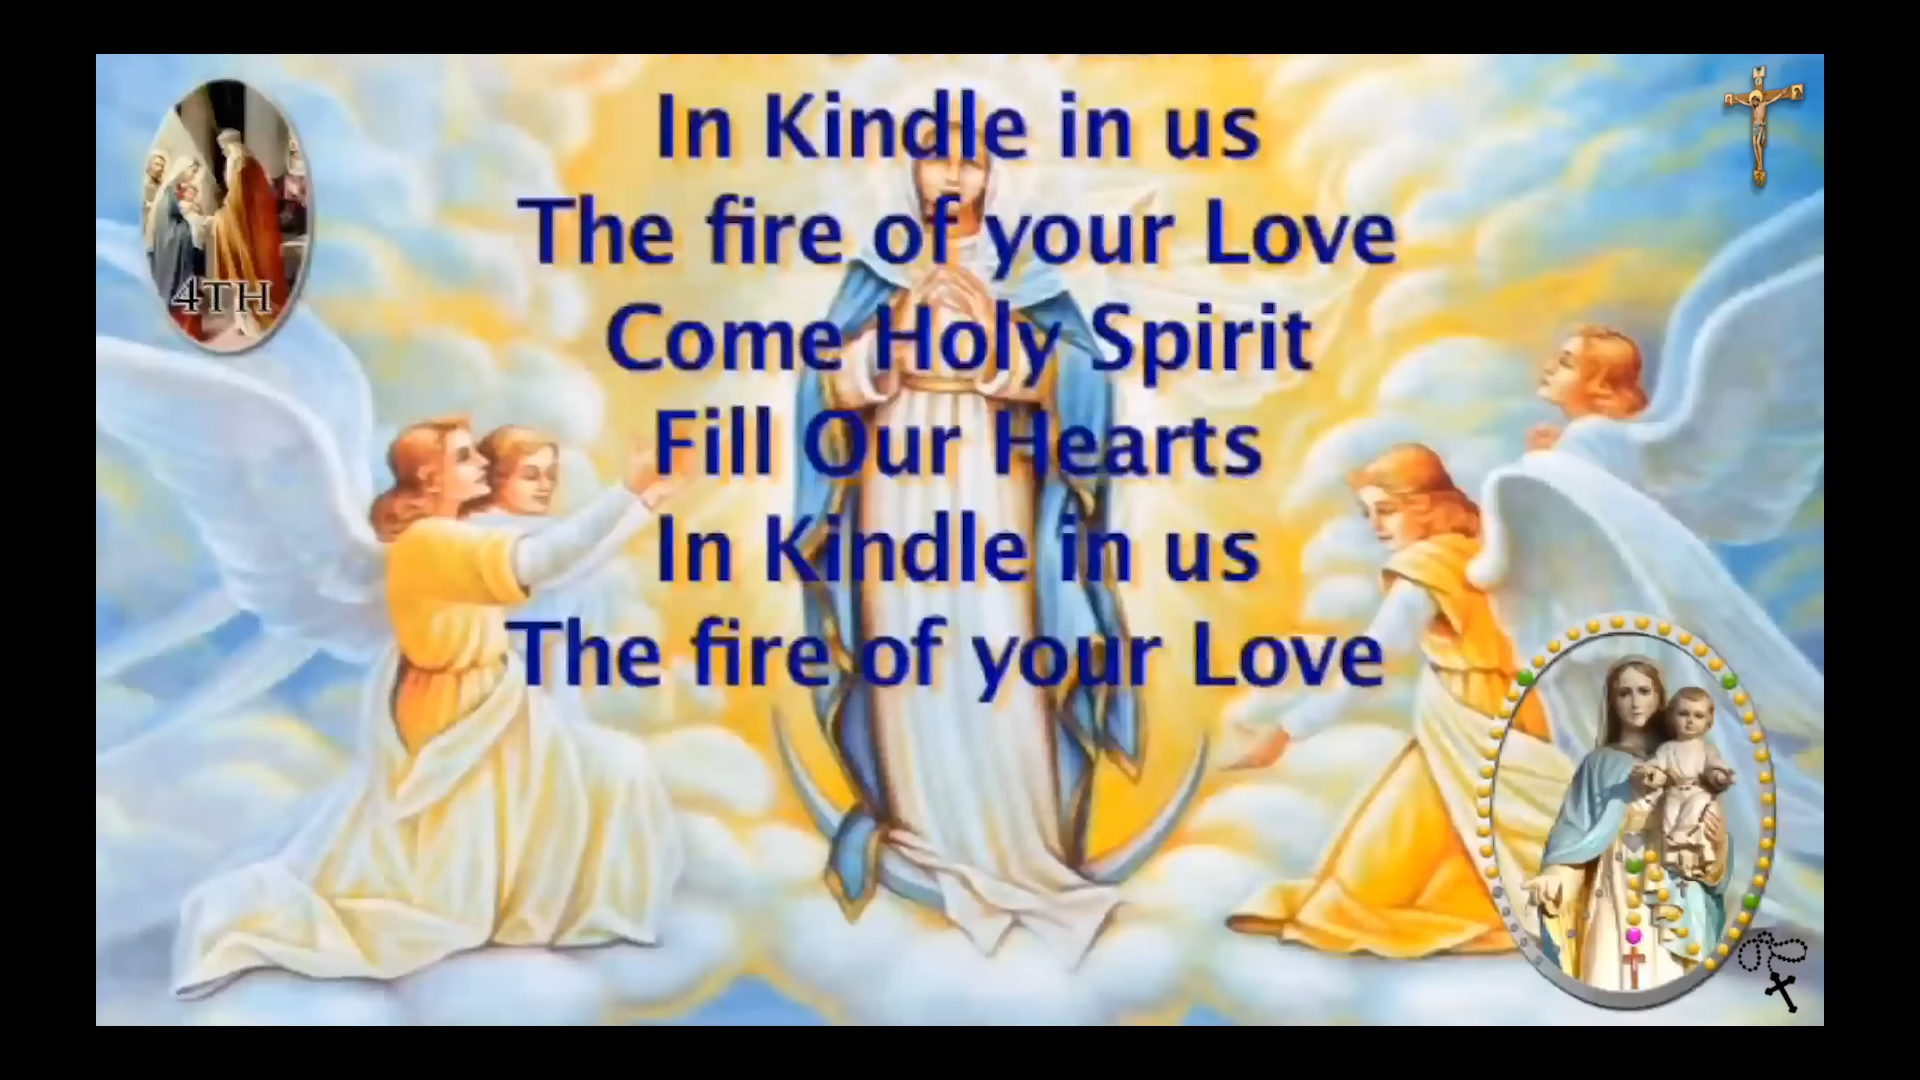 In Kindle in us
The fire of your Love
Come Holy Spirit
Fill Our Hearts
In Kindle in us
The fire of your Love
4TH